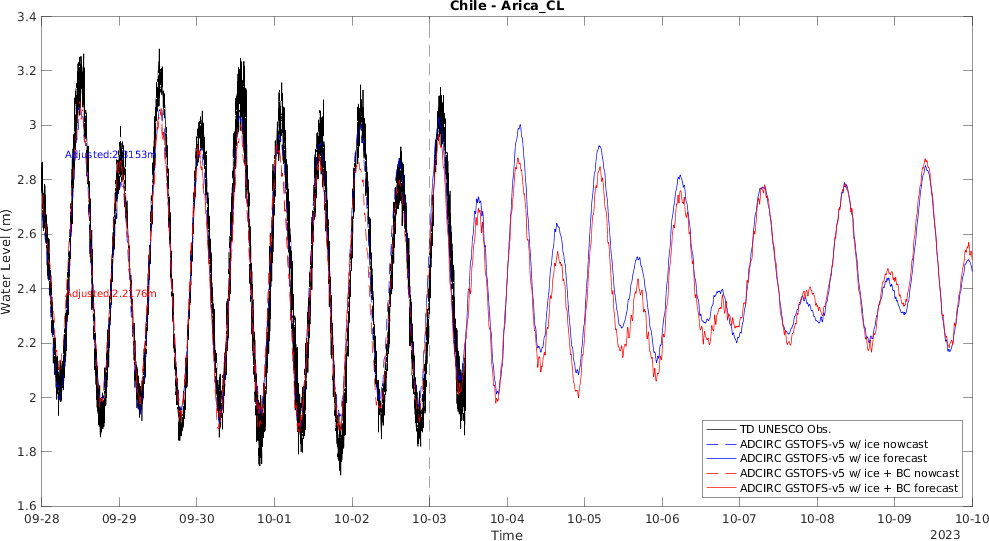 Chile - Arica_CL
Water Level (m)
3.4
3.2
3
2.8
2.6
2.4
2.2
2
1.8
1.6
Adjusted:2.3153m
Adjusted:2.2176m
TD UNESCO Obs.
ADCIRC GSTOFS-v5 w/ ice nowcast
ADCIRC GSTOFS-v5 w/ ice forecast
ADCIRC GSTOFS-v5 w/ ice + BC nowcast
ADCIRC GSTOFS-v5 w/ ice + BC forecast
09-28 09-29 09-30 10-01 10-02 10-03 10-04 10-05 10-06 10-07 10-08 10-09 10-10
Time
2023